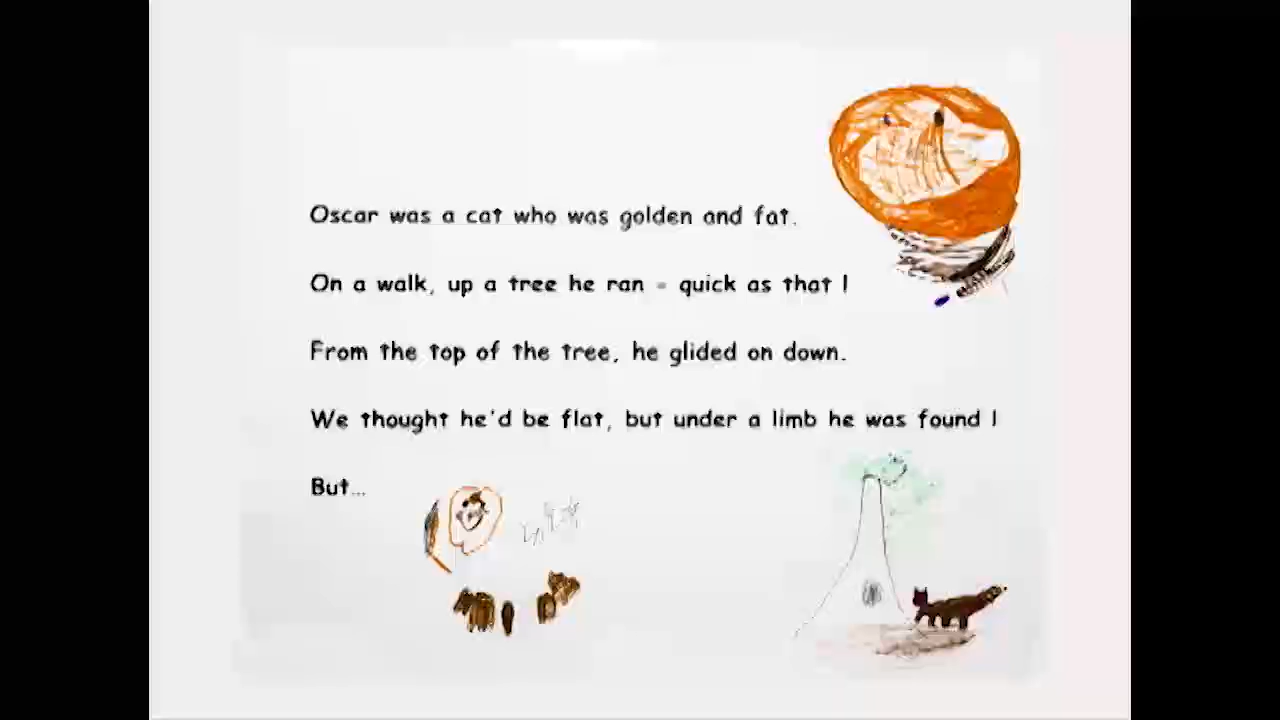 Oscar was a cat who was golden and fat.
On a walk, up a tree he ran - quick as that !
From the top of the tree, he glided on down.
We thought he'd be flat, but under a limb he was found !
But...